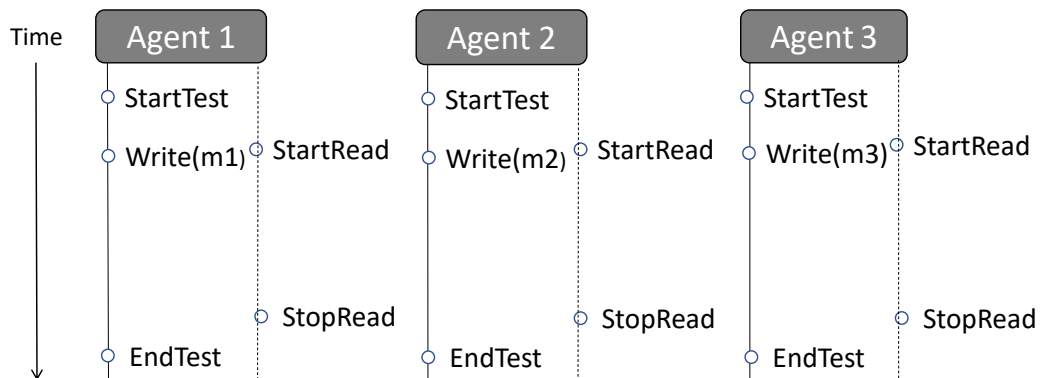 Time
Agent 1
Agent 2
Agent 3
StartTest
StartTest
StartTest
Write(m1)
StartRead
Write(m2)
StartRead
Write(m3)
StartRead
StopRead
StopRead
StopRead
EndTest
EndTest
EndTest